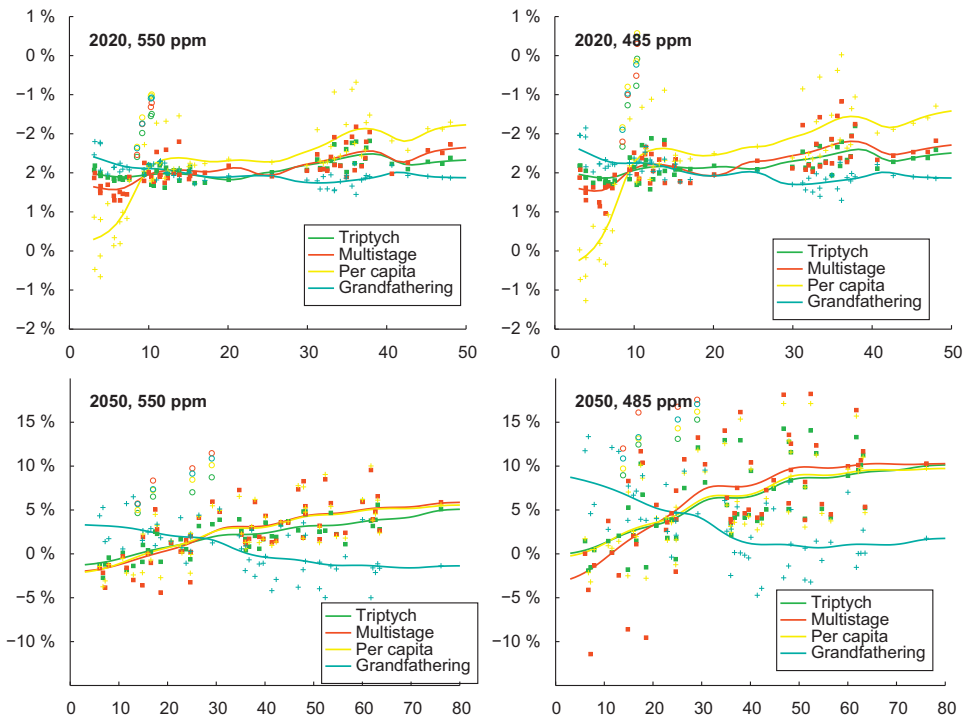 1 %
0 %
−1 %
−2 %
2 %
1 %
0 %
−1 %
−2 %
2020, 550 ppm
Triptych
Multistage
Per capita
Grandfathering
0 10 20 30 40 50
1 %
0 %
−1 %
−2 %
2 %
1 %
0 %
−1 %
−2 %
2020, 485 ppm
Triptych
Multistage
Per capita
Grandfathering
0 10 20 30 40 50
15 %
10 %
5 %
0 %
−5 %
−10 %
2050, 550 ppm
Triptych
Multistage
Per capita
Grandfathering
0 10 20 30 40 50 60 70 80
15 %
10 %
5 %
0 %
−5 %
−10 %
2050, 485 ppm
Triptych
Multistage
Per capita
Grandfathering
0 10 20 30 40 50 60 70 80